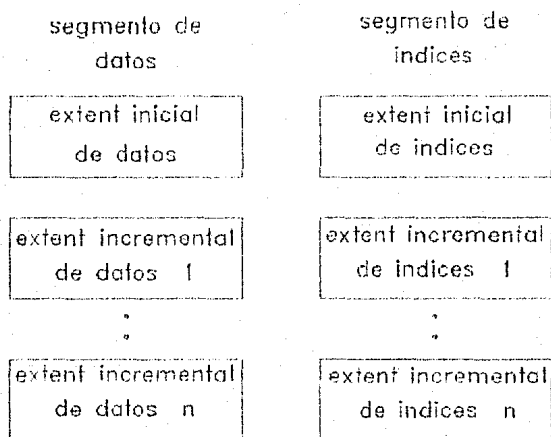 segmento de
datos
extent inicial
de datos
extent incremental
de datos 1
:
extent incremental
de datos n
segmento de
indices
extent inicial
de indices
extent incremental
de indices 1
:
extent incremental
de indices n